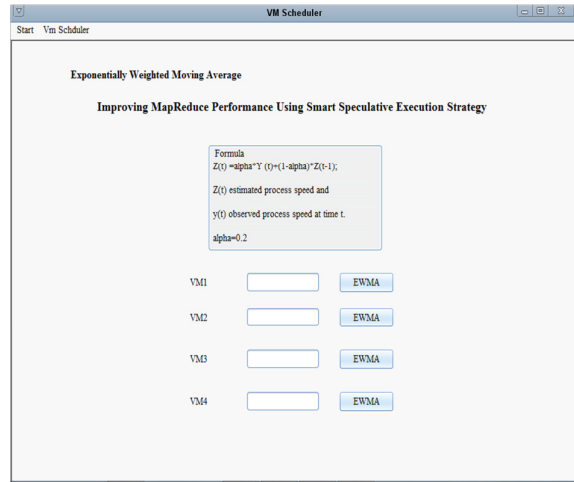 VM Scheduler
Start Vm Schduler
Exponentially Weighted Moving Average
Improving MapReduce Performance Using Smart Speculative Execution Strategy
Formula
Z(t) =alpha*Y (t)+(1-alpha)*Z(t-1);
Z(t) estimated process speed and
y(t) observed process speed at time t.
alpha=0.2
VM1 EWMA
VM2 EWMA
VM3 EWMA
VM4 EWMA